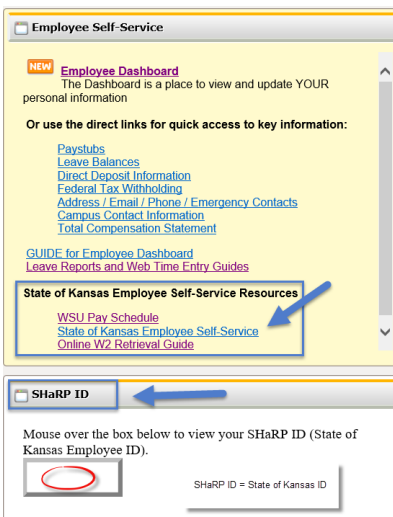 Employee Self-Service
NEW Employee Dashboard
The Dashboard is a place to view and update YOUR
personal information
Or use the direct links for quick access to key information:
Paystubs
Leave Balances
Direct Deposit Information
Federal Tax Withholding
Address / Email / Phone / Emergency Contacts
Campus Contact Information
Total Compensation Statement
GUIDE for Employee Dashboard
Leave Reports and Web Time Entry Guides
State of Kansas Employee Self-Service Resources
WSU Pay Schedule
State of Kansas Employee Self-Service
Online W2 Retrieval Guide
SHaRP ID
Mouse over the box below to view your SHaRP ID (State of
Kansas Employee ID).
SHaRP ID = State of Kansas ID